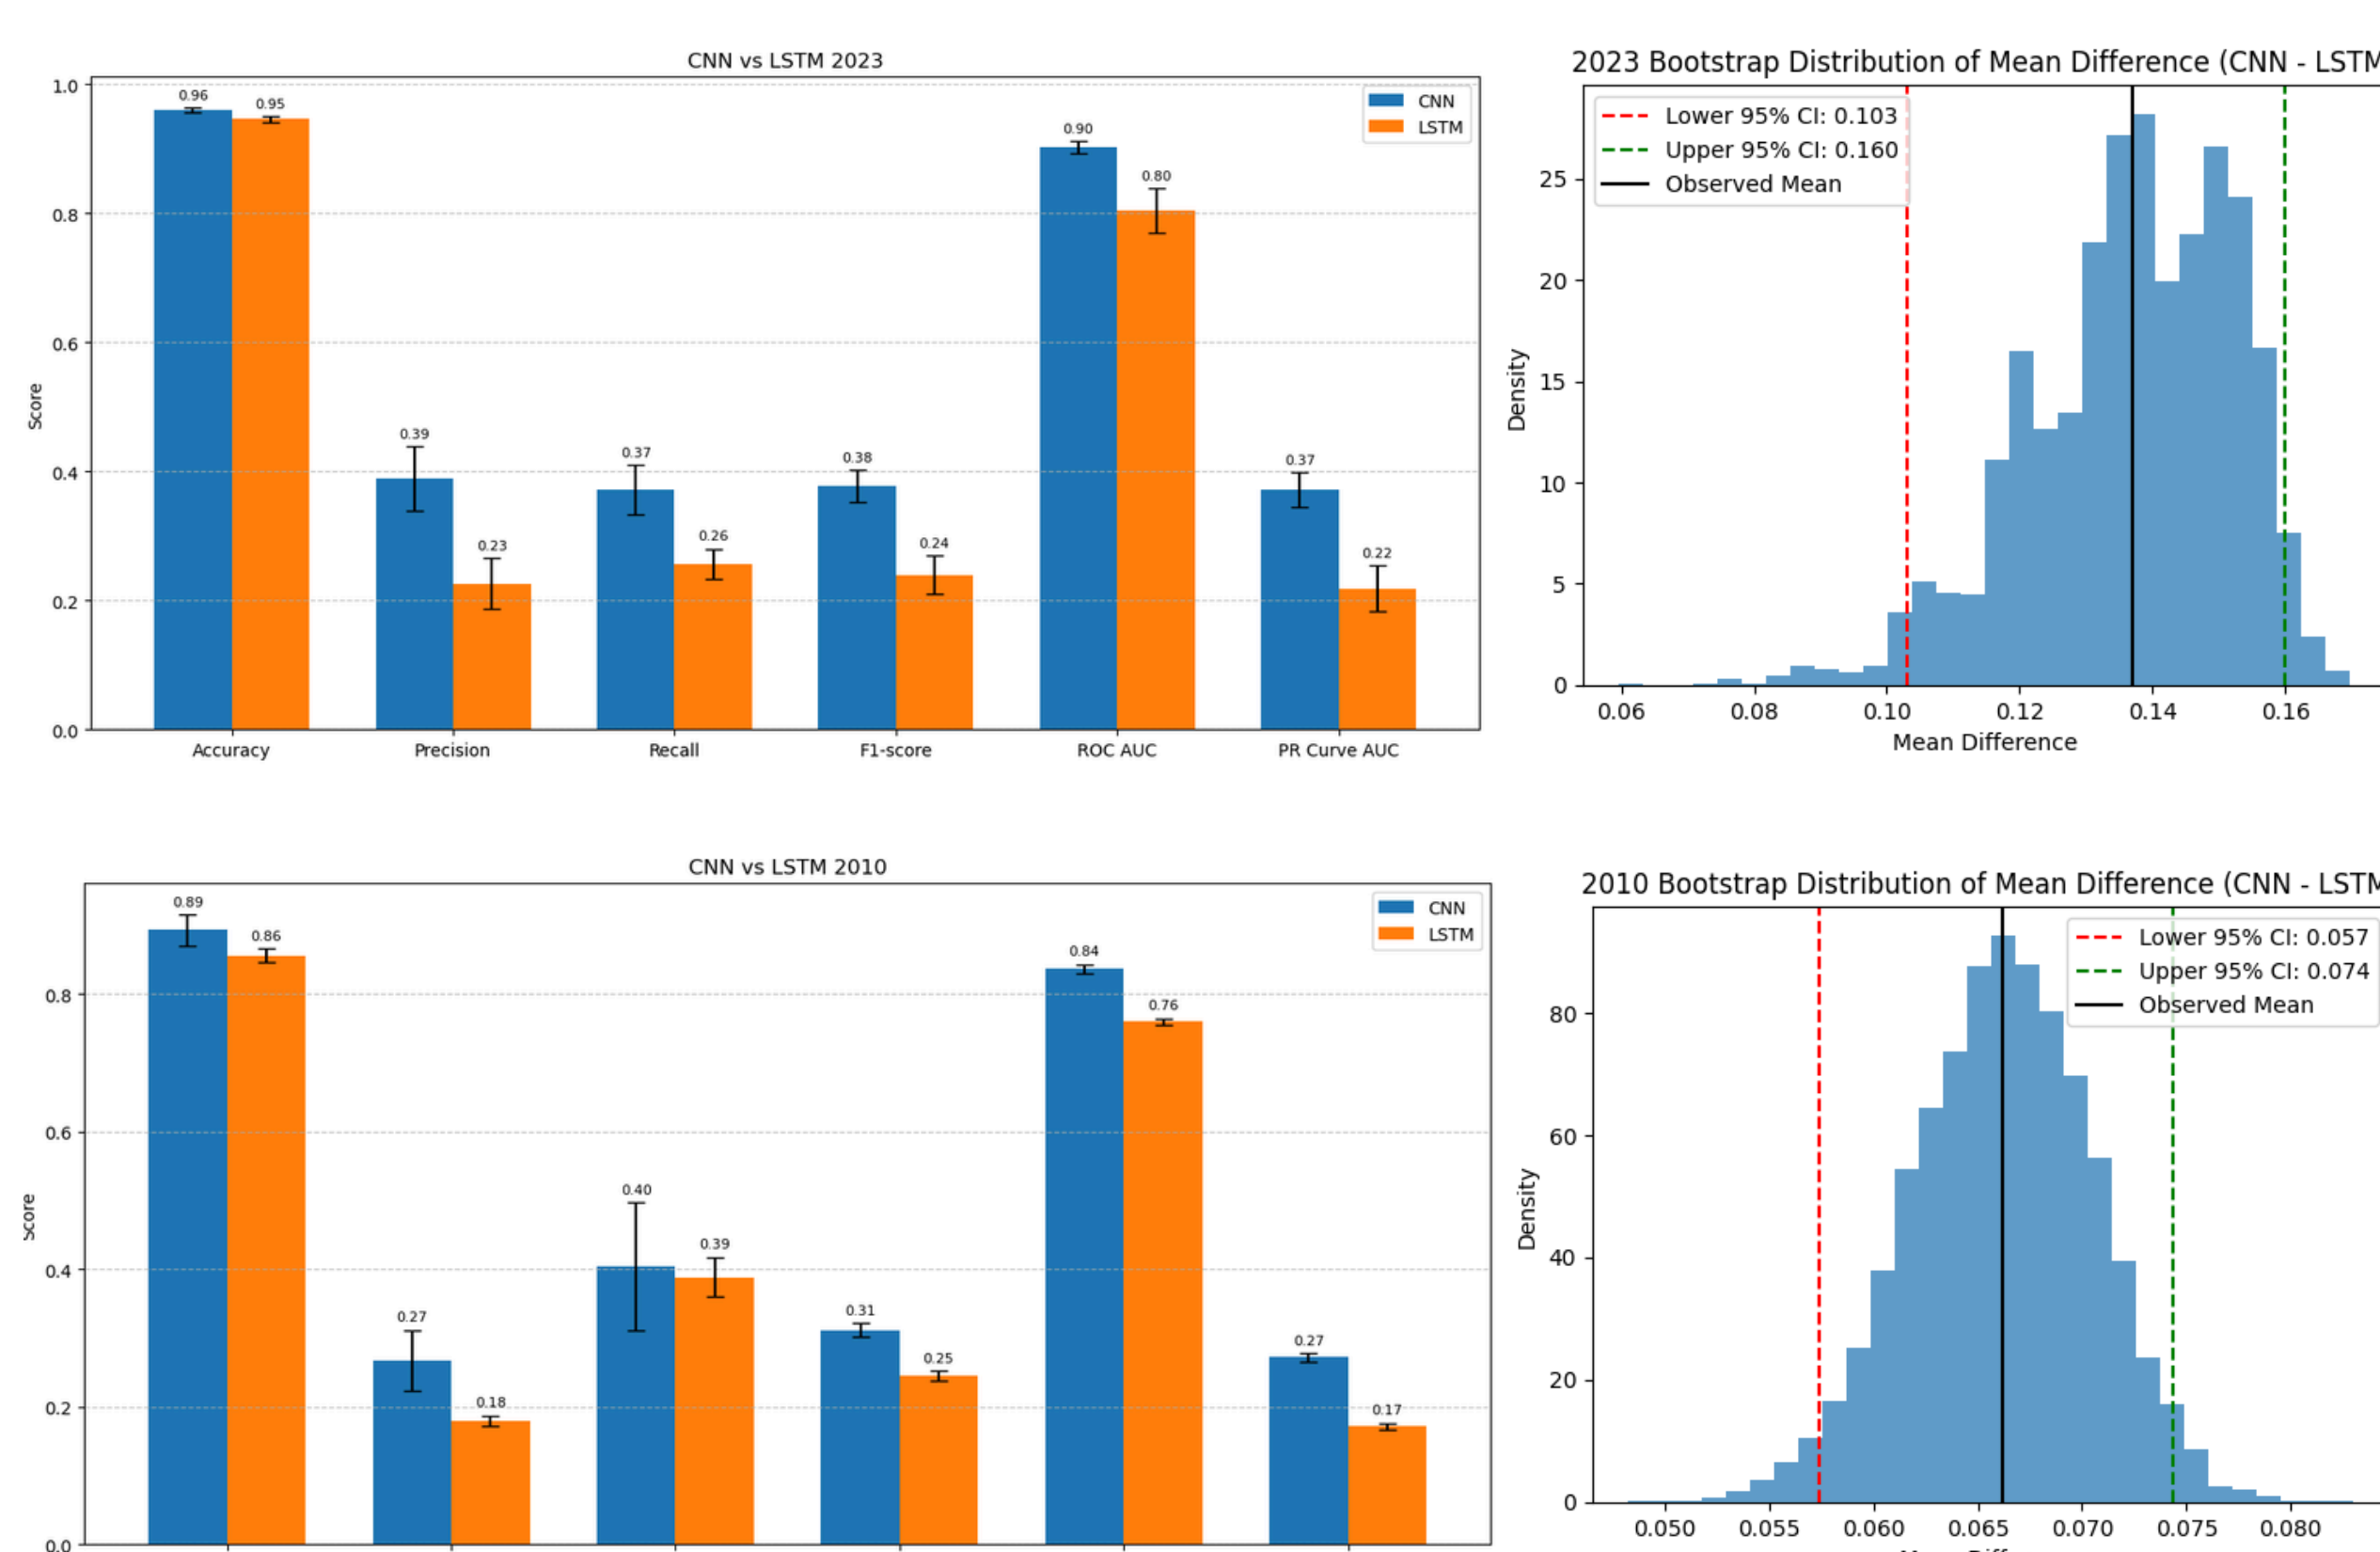 CNN vs LSTM 2023
CNN
LSTM
Score
1.0
0.8
0.6
0.4
0.2
0.0
0.96
0.95
0.39
0.23
0.37
0.26
0.38
0.24
0.90
0.80
0.37
0.22
Accuracy
Precision
Recall
F1-score
ROC AUC
PR Curve AUC
2023 Bootstrap Distribution of Mean Difference (CNN - LSTM
Lower 95% CI: 0.103
Upper 95% CI: 0.160
Observed Mean
Density
25
20
15
10
5
0
0.06
0.08
0.10
0.12
0.14
0.16
Mean Difference
CNN vs LSTM 2010
CNN
LSTM
Score
0.8
0.6
0.4
0.2
0.0
0.89
0.86
0.27
0.18
0.40
0.39
0.31
0.25
0.84
0.76
0.27
0.17
2010 Bootstrap Distribution of Mean Difference (CNN - LSTM
Lower 95% CI: 0.057
Upper 95% CI: 0.074
Observed Mean
Density
80
60
40
20
0
0.050
0.055
0.060
0.065
0.070
0.075
0.080